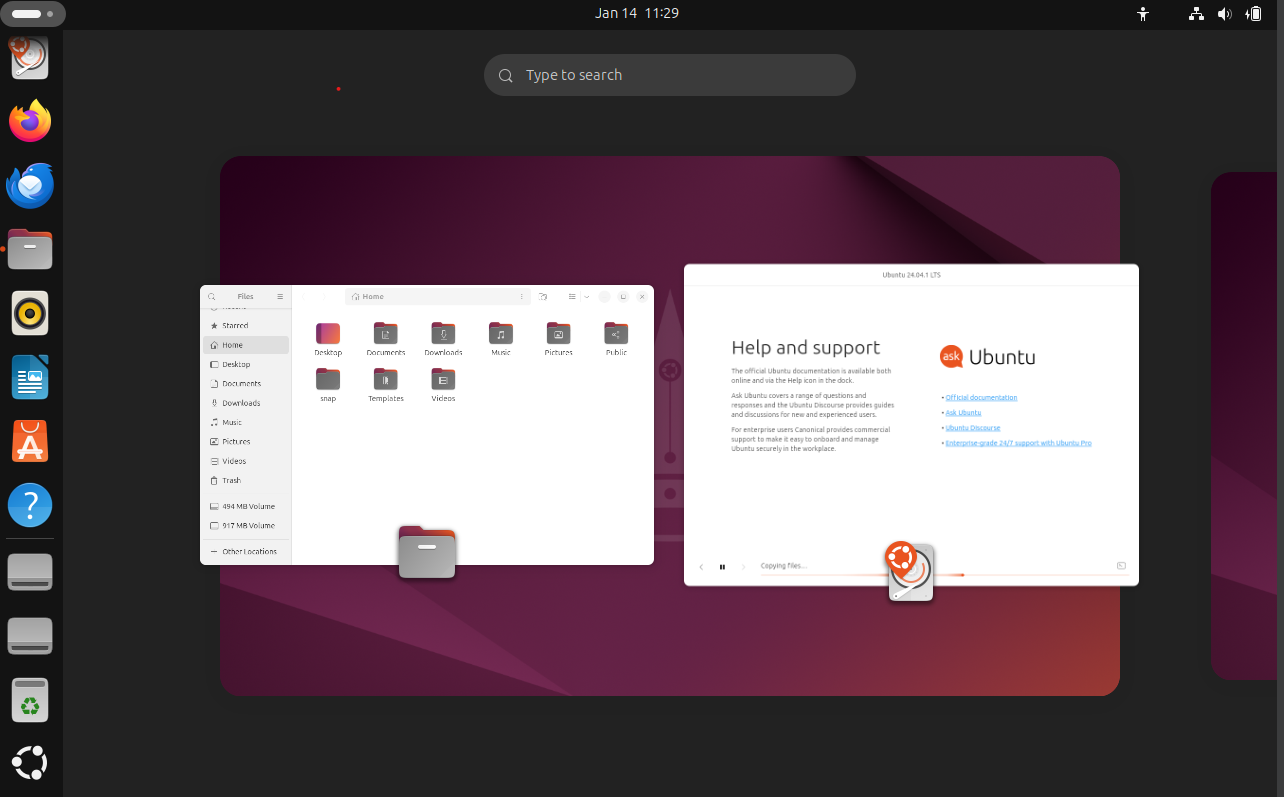 Jan 14 11:29
Type to search
Files
Home
Starred
Home
Desktop
Documents
Downloads
Music
Pictures
Videos
Trash
494 MB Volume
917 MB Volume
Other Locations
Desktop
Documents
Downloads
Music
Pictures
Public
snap
Templates
Videos
Ubuntu 24.04.1 LTS
Help and support
The official Ubuntu documentation is available both
online and via the Help icon in the dock.
Ask Ubuntu covers a range of questions and
responses and the Ubuntu Discourse provides guides
and discussions for new and experienced users.
For enterprise users Canonical provides commercial
support to make it easy to onboard and manage
Ubuntu securely in the workplace.
ask Ubuntu
• Official documentation
• Ask Ubuntu
• Ubuntu Discourse
• Enterprise-grade 24/7 support with Ubuntu Pro
Copying files...